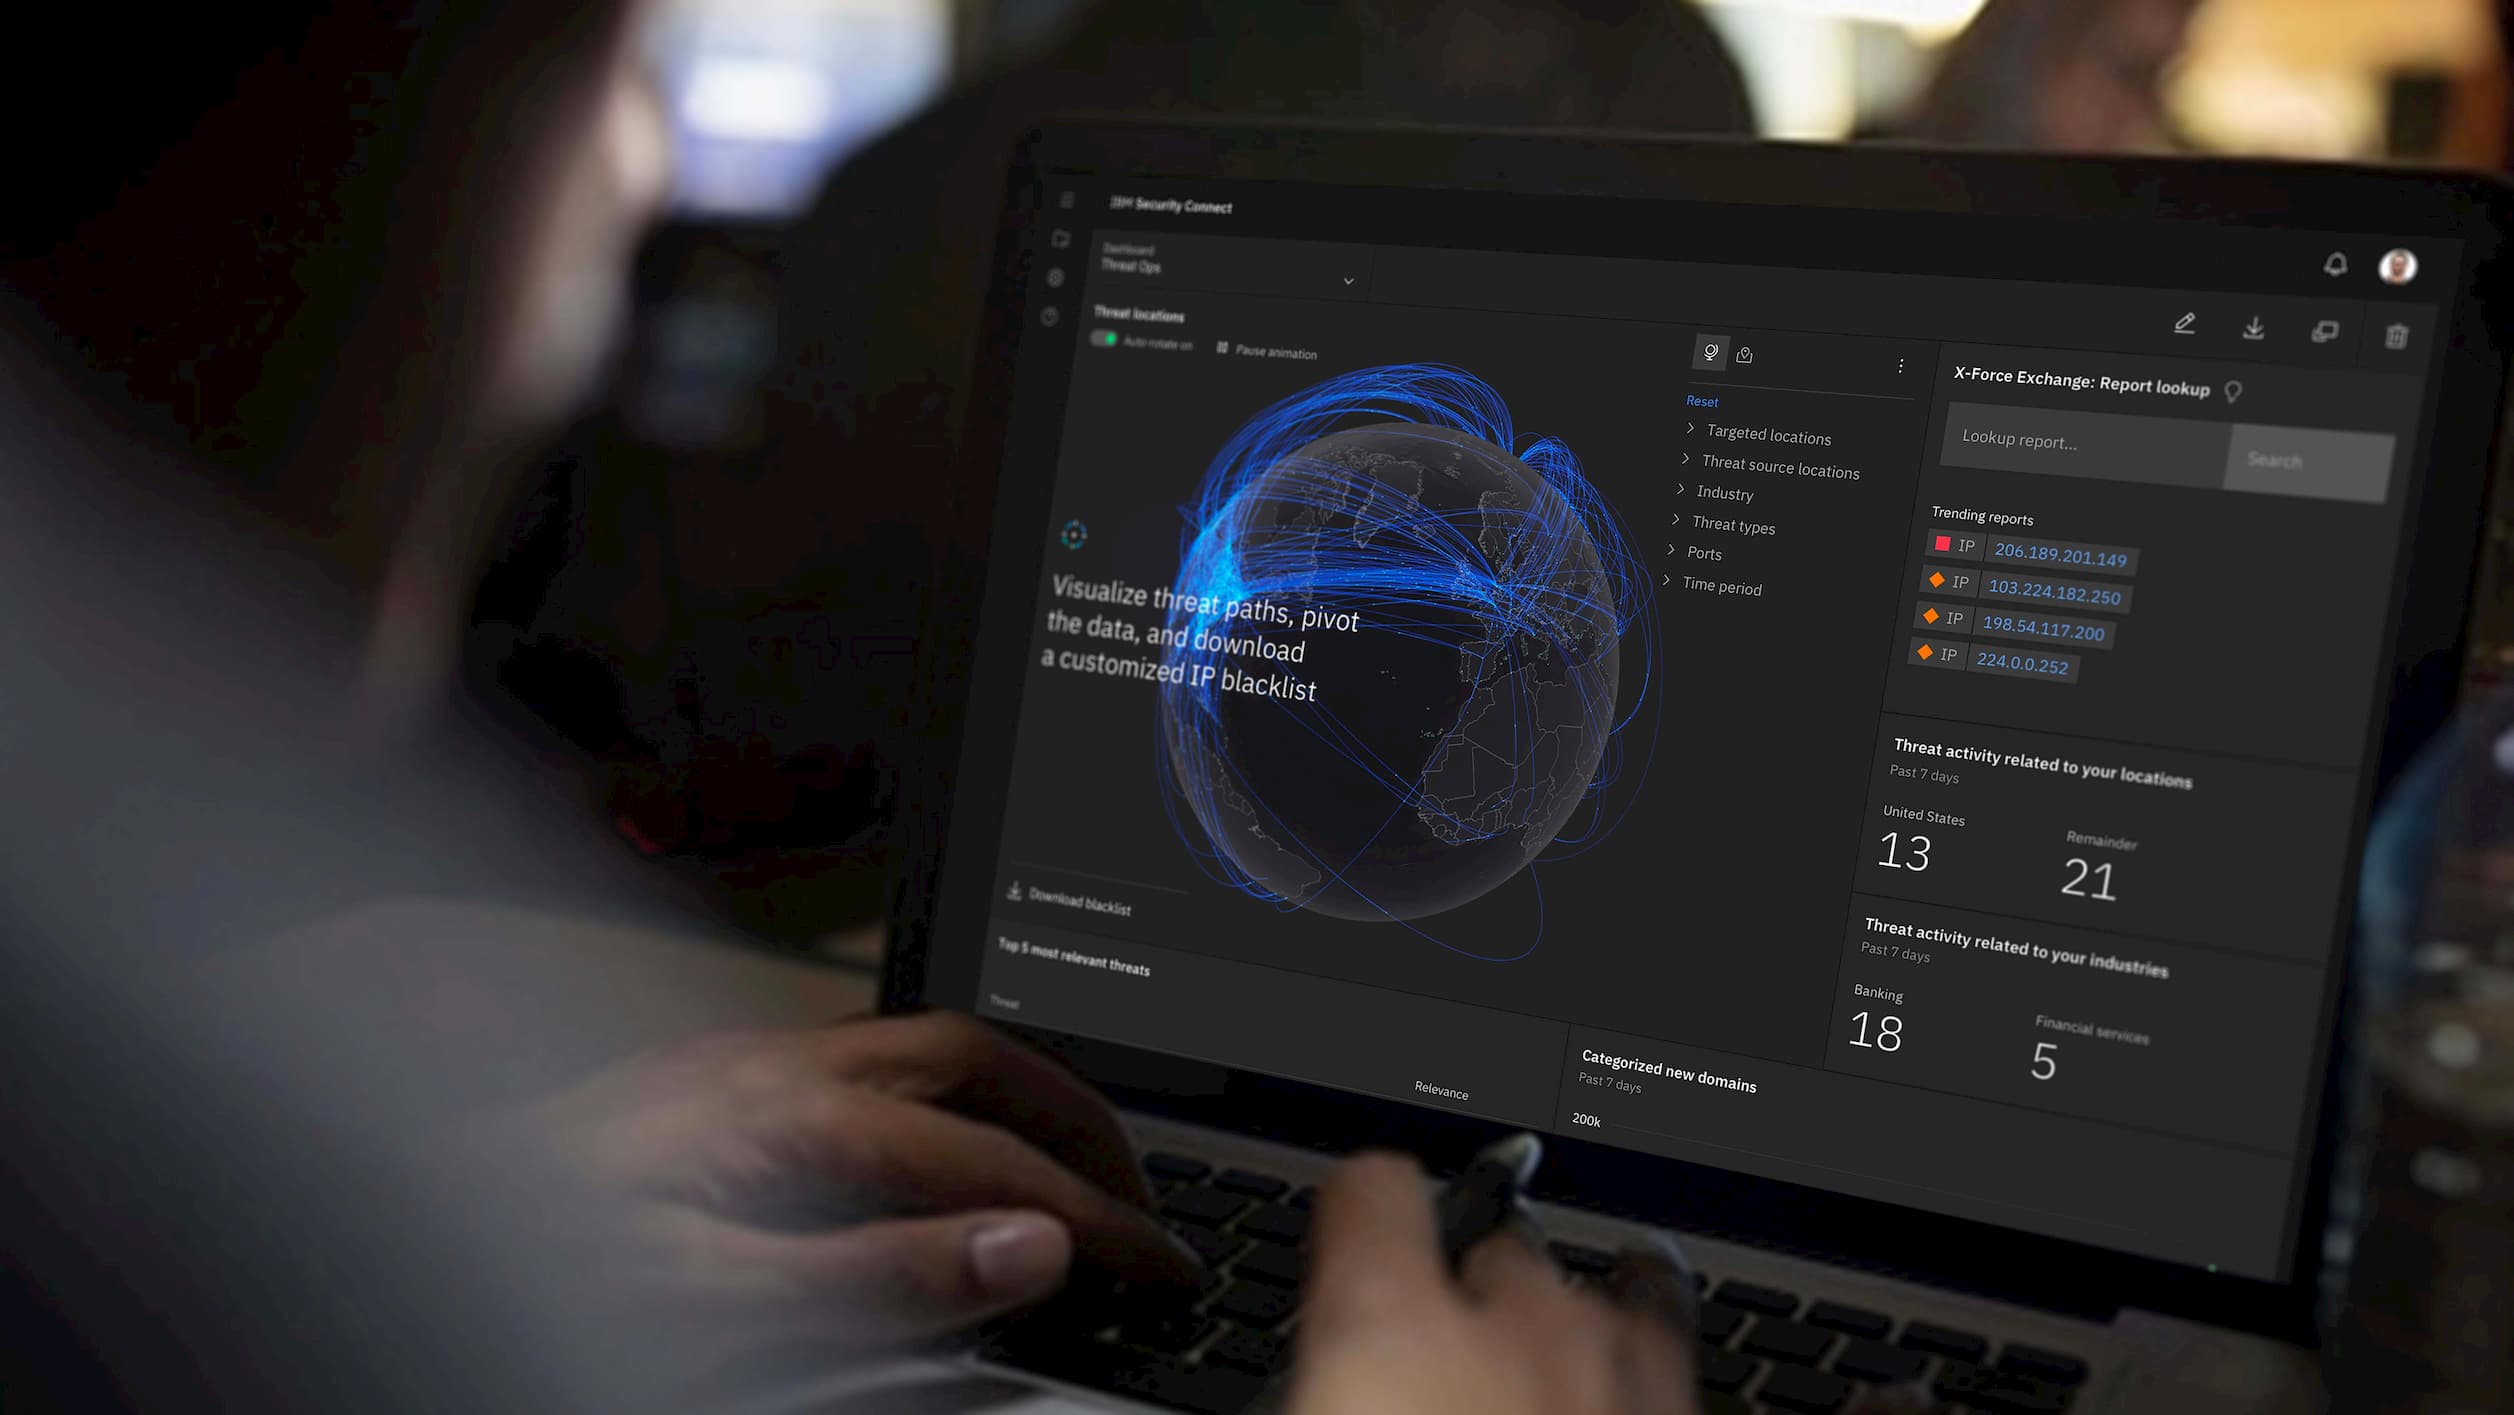 IBM Security Connect
Dashboard
Threat Ops
Threat locations
Auto-rotate on
Pause animation
Visualize threat paths, pivot
the data, and download
a customized IP blacklist
Download blacklist
Top 5 most relevant threats
Threat
Relevance
Reset
Targeted locations
Threat source locations
Industry
Threat types
Ports
Time period
X-Force Exchange: Report lookup
Lookup report...
Search
Trending reports
IP 206.189.201.149
IP 103.224.182.250
IP 198.54.117.200
IP 224.0.0.252
Threat activity related to your locations
Past 7 days
United States
13
Remainder
21
Threat activity related to your industries
Past 7 days
Banking
18
Financial services
5
Categorized new domains
Past 7 days
200k